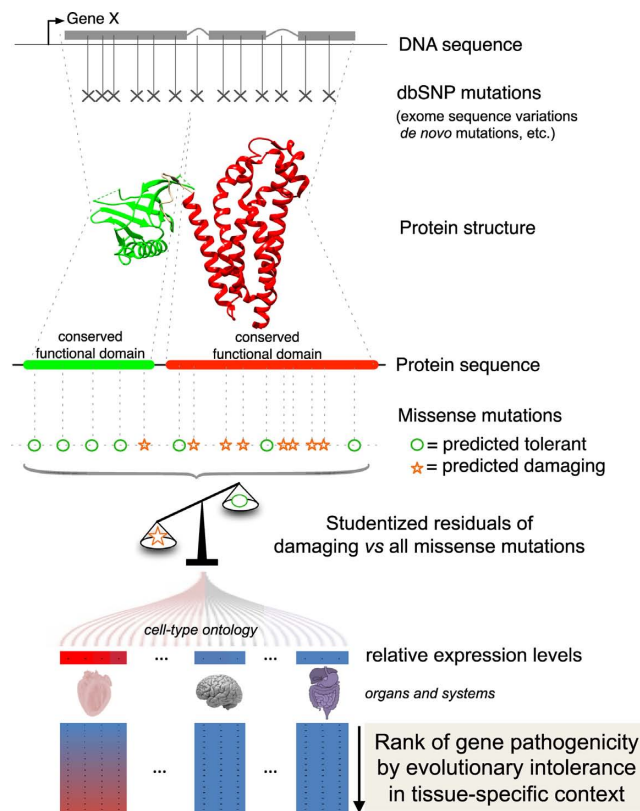 Gene X
DNA sequence
dbSNP mutations
(exome sequence variations
de novo mutations, etc.)
Protein structure
conserved
functional domain
conserved
functional domain
Protein sequence
Missense mutations
= predicted tolerant
= predicted damaging
Studentized residuals of
damaging vs all missense mutations
cell-type ontology
... ...
relative expression levels
organs and systems
... ...
Rank of gene pathogenicity
by evolutionary intolerance
in tissue-specific context